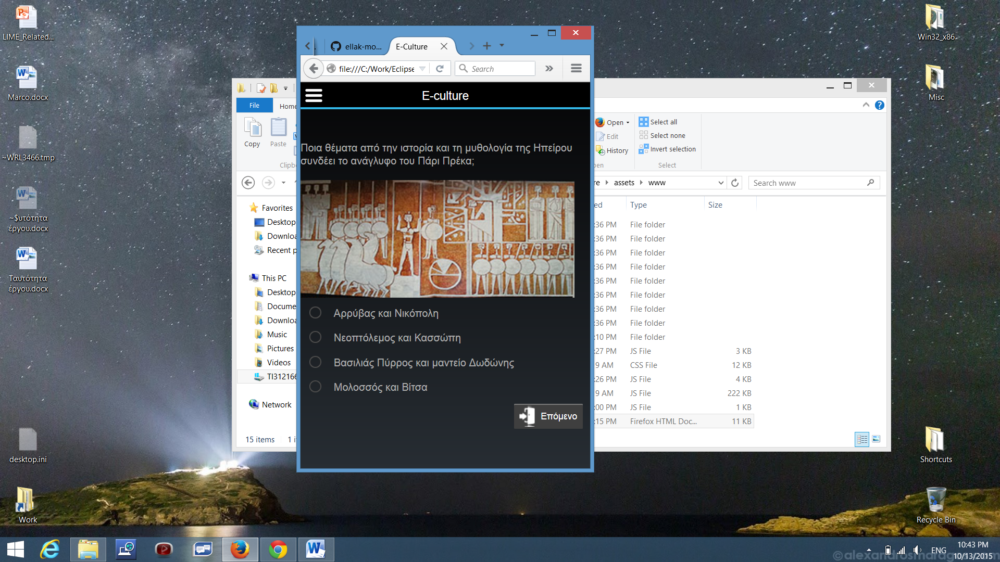 LIME_Related...
Marco.docx
~WRL3466.tmp
~$υτότητα
έργου.docx
Ταυτότητα
έργου.docx
desktop.ini
Work
Win32_x86
Misc
Shortcuts
Recycle Bin
ellak-mo...
E-Culture
file:///C:/Work/Eclipse
Search
E-culture
Ποια θέματα από την ιστορία και τη μυθολογία της Ηπείρου
συνδέει το ανάγλυφο του Πάρι Πρέκα;
Αρρύβας και Νικόπολη
Νεοπτόλεμος και Κασσώπη
Βασιλιάς Πύρρος και μαντείο Δωδώνης
Μολοσσός και Βίτσα
Επόμενο
File
Home
Copy
Paste
Clipb
Open
Edit
History
en
Select all
Select none
Invert selection
Select
re
assets
www
Search www
Favorites
Desktop
Downloa
Recent p
This PC
Desktop
Docume
Downloa
Music
Pictures
Videos
TI312166
Network
15 items
1 i
ed
Type
Size
:36 PM File folder
:36 PM File folder
:36 PM File folder
:36 PM File folder
:36 PM File folder
:36 PM File folder
:36 PM File folder
:36 PM File folder
:10 PM File folder
:27 PM JS File 3 KB
9 AM CSS File 12 KB
:26 PM JS File 4 KB
9 AM JS File 222 KB
:00 PM JS File 1 KB
:15 PM Firefox HTML Doc... 11 KB
ENG
10:43 PM
10/13/2015